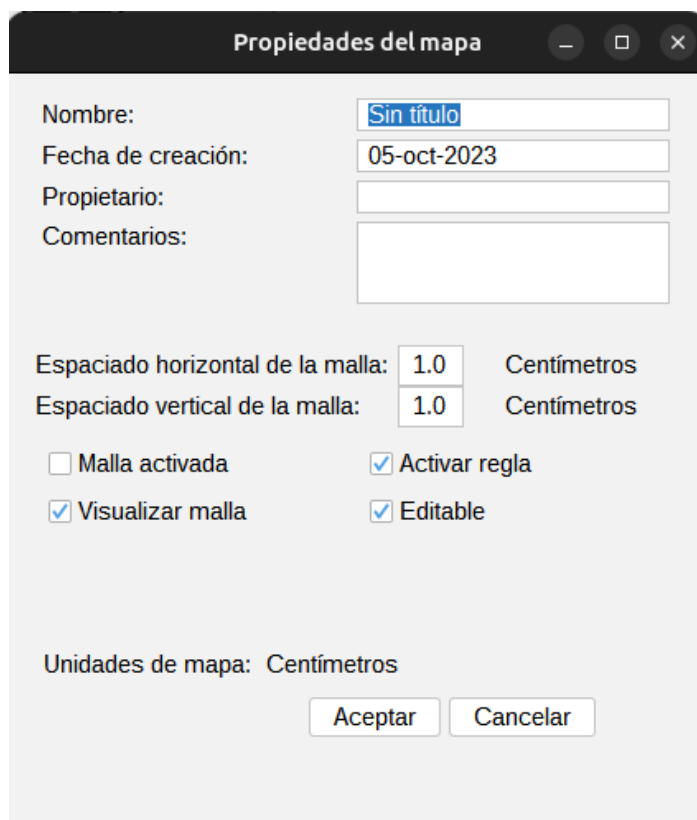 Propiedades del mapa
Nombre: Sin título
Fecha de creación: 05-oct-2023
Propietario:
Comentarios:
Espaciado horizontal de la malla: 1.0 Centímetros
Espaciado vertical de la malla: 1.0 Centímetros
Malla activada Activar regla
Visualizar malla Editable
Unidades de mapa: Centímetros
Aceptar Cancelar